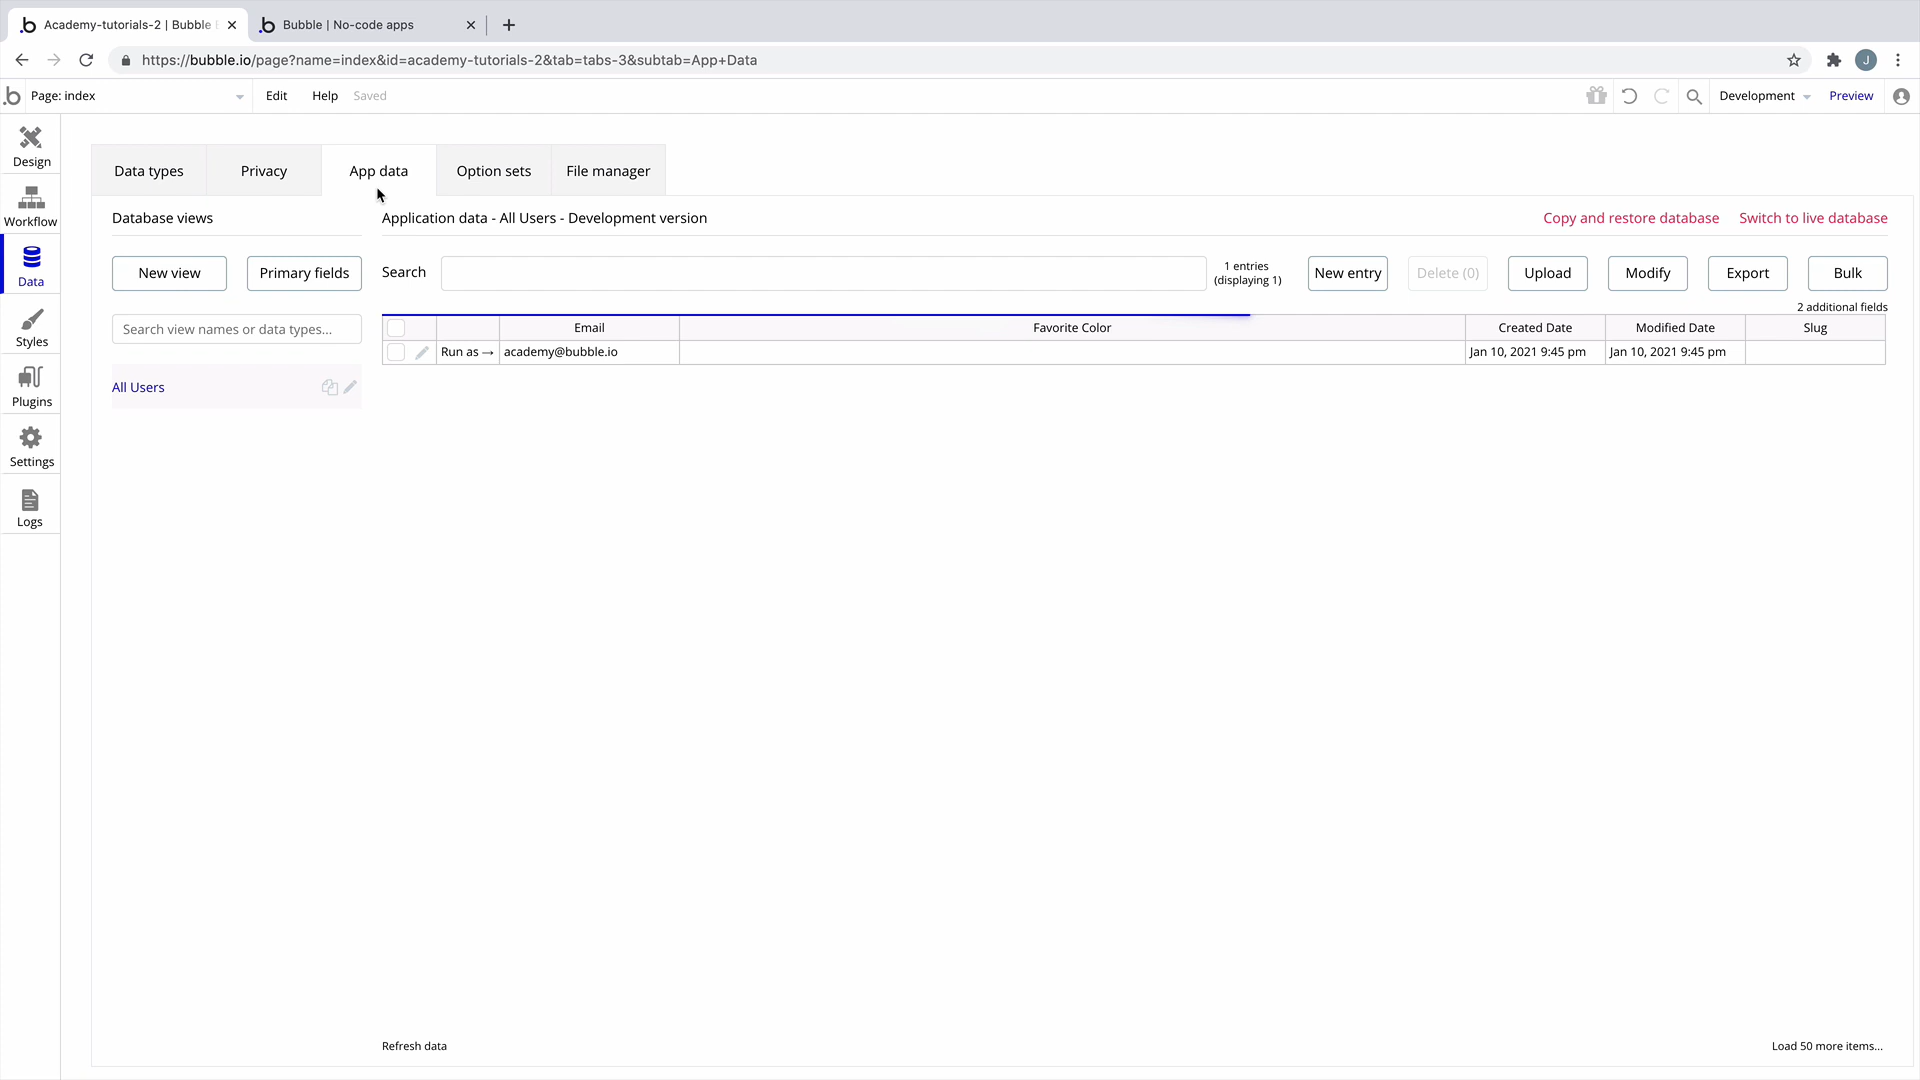 Academy-tutorials-2 | Bubble
Bubble | No-code apps
https://bubble.io/page?name=index&id=academy-tutorials-2&tab=tabs-3&subtab=App+Data
J
Page: index
Edit
Help
Saved
Development
Preview
Design
Workflow
Data
Styles
Plugins
Settings
Logs
Data types
Privacy
App data
Option sets
File manager
Database views
Application data - All Users - Development version
Copy and restore database
Switch to live database
New view
Primary fields
Search
1 entries
(displaying 1)
New entry
Delete (0)
Upload
Modify
Export
Bulk
2 additional fields
Search view names or data types...
All Users
Email
Favorite Color
Created Date
Modified Date
Slug
Run as →
academy@bubble.io
Jan 10, 2021 9:45 pm
Jan 10, 2021 9:45 pm
Refresh data
Load 50 more items...